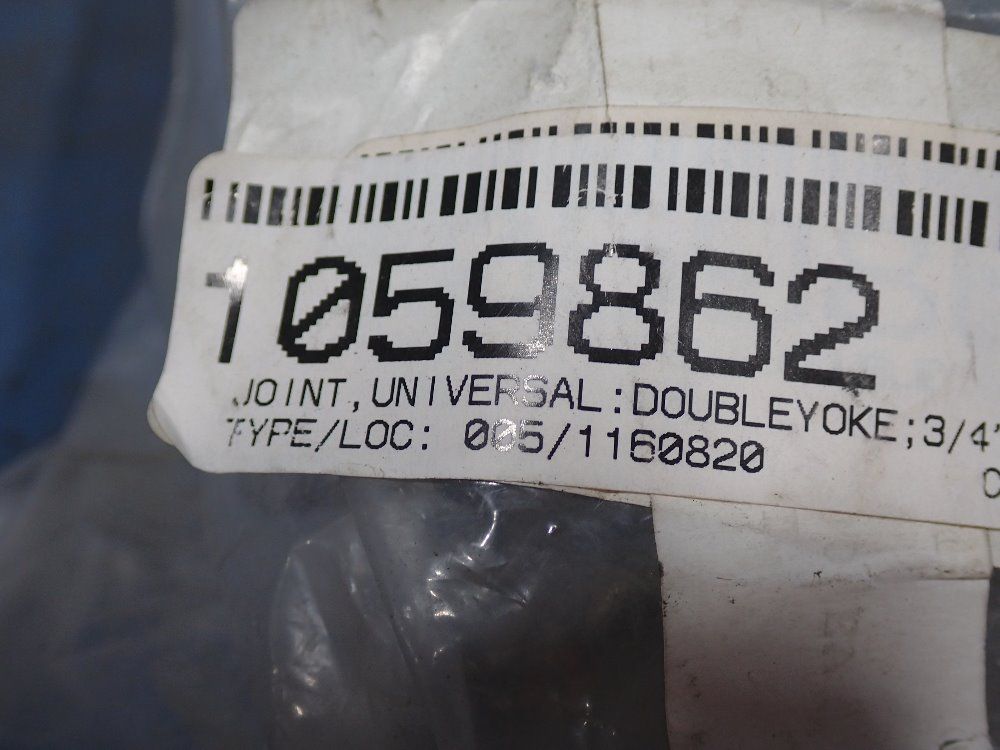 1059862
JOINT,UNIVERSAL:DOUBLEYOKE;3/4"
TYPE/LOC: 005/1160820